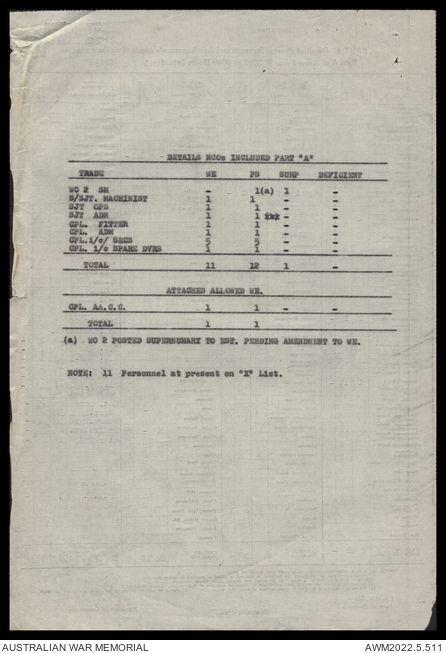 DETAILS NCOs INCLUDED PART "A"
TRADE WE PS SURP DEFICIENT
WO 2 SM - 1(a) 1 -
S/SJT. MACHINIST 1 1 - -
SJT OPS 1 1 - -
SJT ADM 1 1 -
CPL. FITTER 1 1 - -
CPL. ADM 1 1 - -
CPL.i/c/ SECS 5 5 - -
CPL. i/c SPARE DVRS 1 1 - -
TOTAL 11 12 1 -
ATTACHED ALLOWED WE.
CPL. AA.C.C. 1 1 - -
TOTAL 1 1
(a) WO 2 POSTED SUPERNUMARY TO EST. PENDING AMENDMENT TO WE.
NOTE: 11 Personnel at present on "X" List.
AUSTRALIAN WAR MEMORIAL AWM2022.5.511